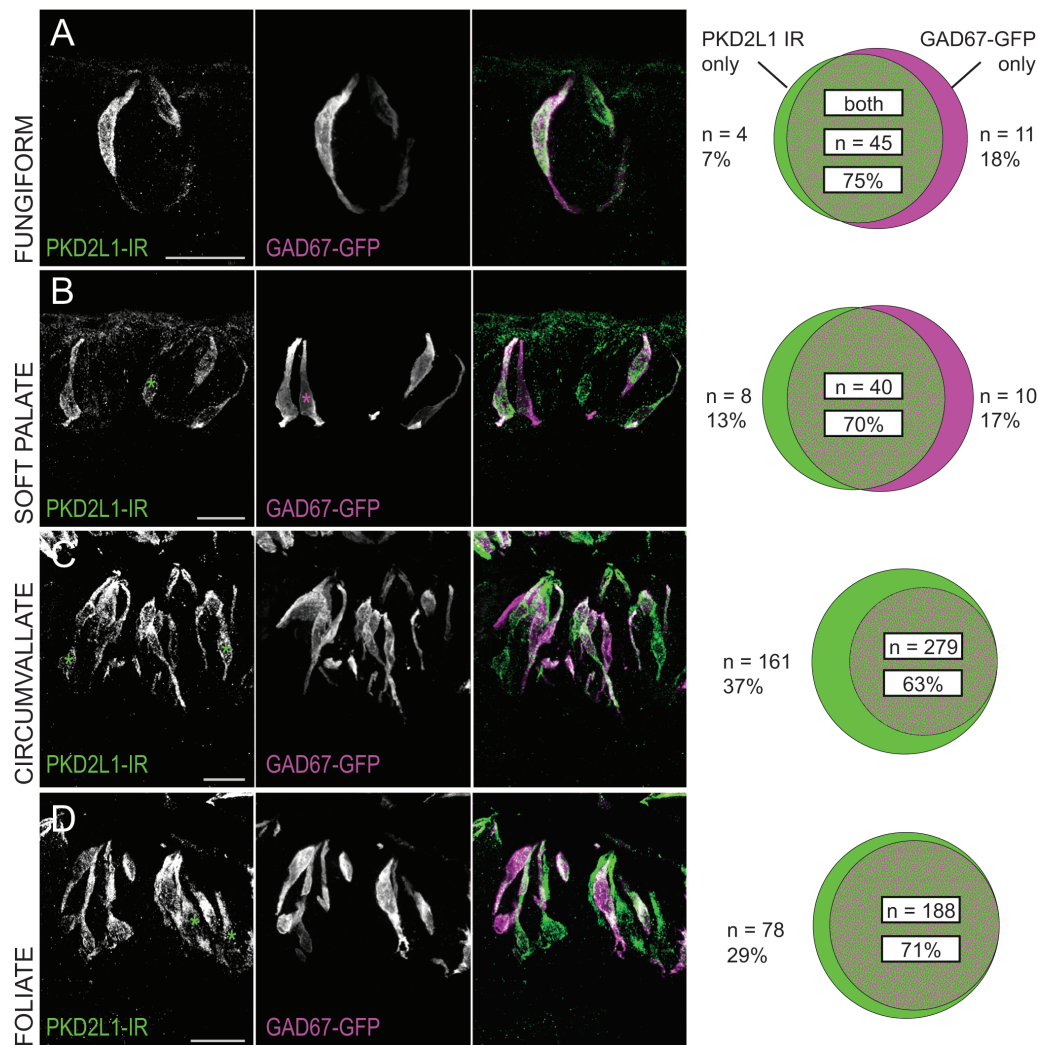 A
FUNGIFORM
PKD2L1-IR
GAD67-GFP
PKD2L1 IR
only
GAD67-GFP
only
both
n = 45
75%
n = 4
7%
n = 11
18%
B
SOFT PALATE
PKD2L1-IR
*
GAD67-GFP
*
n = 8
13%
n = 40
70%
n = 10
17%
C
CIRCUMVALLATE
PKD2L1-IR
* *
GAD67-GFP
n = 161
37%
n = 279
63%
D
FOLIATE
PKD2L1-IR
* *
GAD67-GFP
n = 78
29%
n = 188
71%